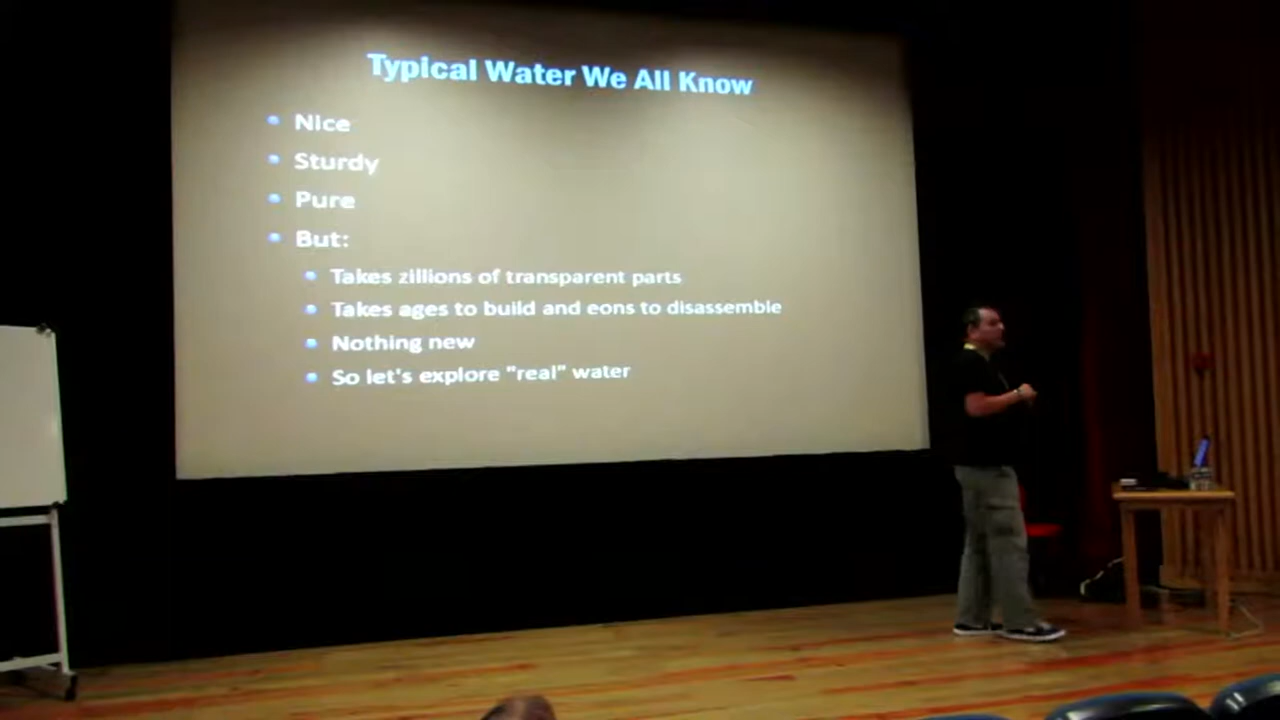 Typical Water We All Know
Nice
Sturdy
Pure
But:
Takes zillions of transparent parts
Takes ages to build and eons to disassemble
Nothing new
So let's explore "real" water